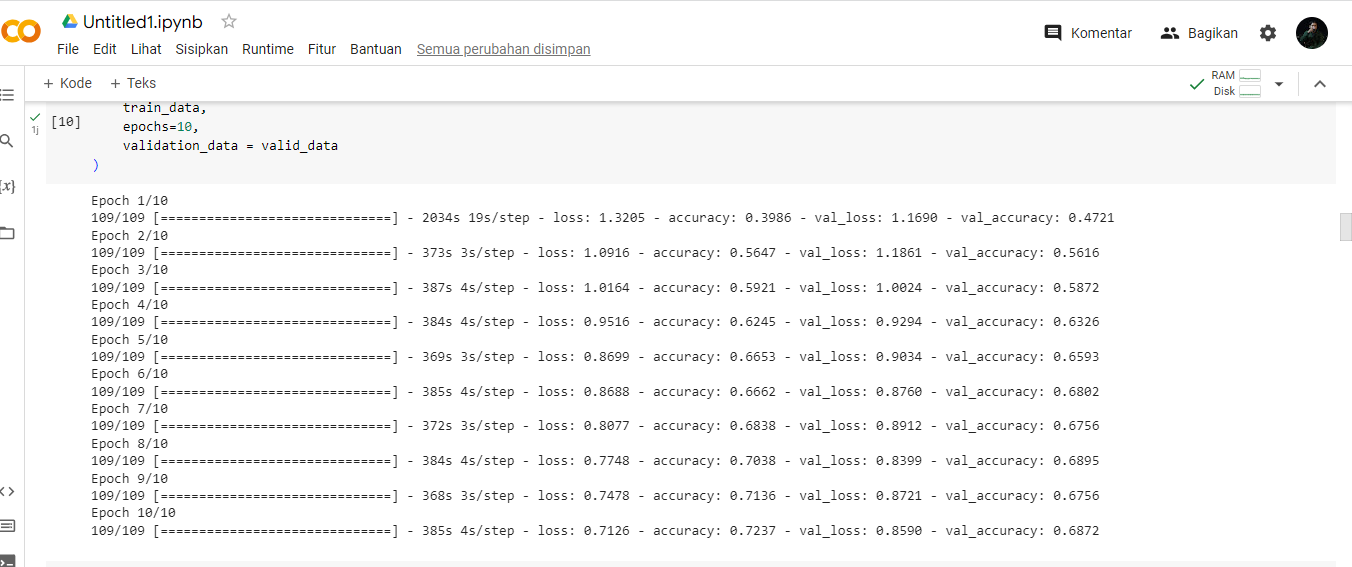 Untitled1.ipynb
File Edit Lihat Sisipkan Runtime Fitur Bantuan Semua perubahan disimpan
Komentar Bagikan
+ Kode + Teks
RAM
Disk
train_data,
[10] epochs=10,
1j
validation_data = valid_data
)
Epoch 1/10
109/109 [==============================] - 2034s 19s/step - loss: 1.3205 - accuracy: 0.3986 - val_loss: 1.1690 - val_accuracy: 0.4721
Epoch 2/10
109/109 [==============================] - 373s 3s/step - loss: 1.0916 - accuracy: 0.5647 - val_loss: 1.1861 - val_accuracy: 0.5616
Epoch 3/10
109/109 [==============================] - 387s 4s/step - loss: 1.0164 - accuracy: 0.5921 - val_loss: 1.0024 - val_accuracy: 0.5872
Epoch 4/10
109/109 [==============================] - 384s 4s/step - loss: 0.9516 - accuracy: 0.6245 - val_loss: 0.9294 - val_accuracy: 0.6326
Epoch 5/10
109/109 [==============================] - 369s 3s/step - loss: 0.8699 - accuracy: 0.6653 - val_loss: 0.9034 - val_accuracy: 0.6593
Epoch 6/10
109/109 [==============================] - 385s 4s/step - loss: 0.8688 - accuracy: 0.6662 - val_loss: 0.8760 - val_accuracy: 0.6802
Epoch 7/10
109/109 [==============================] - 372s 3s/step - loss: 0.8077 - accuracy: 0.6838 - val_loss: 0.8912 - val_accuracy: 0.6756
Epoch 8/10
109/109 [==============================] - 384s 4s/step - loss: 0.7748 - accuracy: 0.7038 - val_loss: 0.8399 - val_accuracy: 0.6895
Epoch 9/10
109/109 [==============================] - 368s 3s/step - loss: 0.7478 - accuracy: 0.7136 - val_loss: 0.8721 - val_accuracy: 0.6756
Epoch 10/10
109/109 [==============================] - 385s 4s/step - loss: 0.7126 - accuracy: 0.7237 - val_loss: 0.8590 - val_accuracy: 0.6872